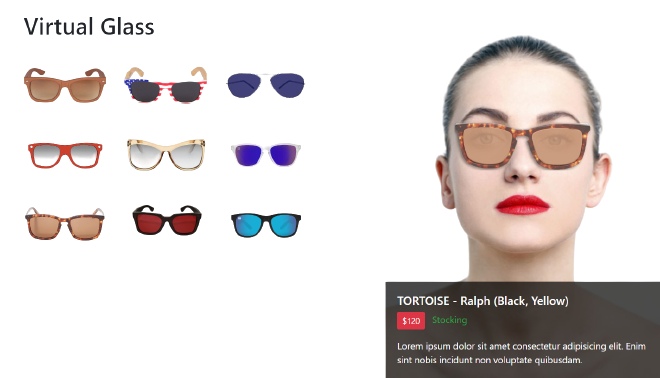 Virtual Glass
TORTOISE - Ralph (Black, Yellow)
$120 Stocking
Lorem ipsum dolor sit amet consectetur adipisicing elit. Enim
sint nobis incidunt non voluptate quibusdam.